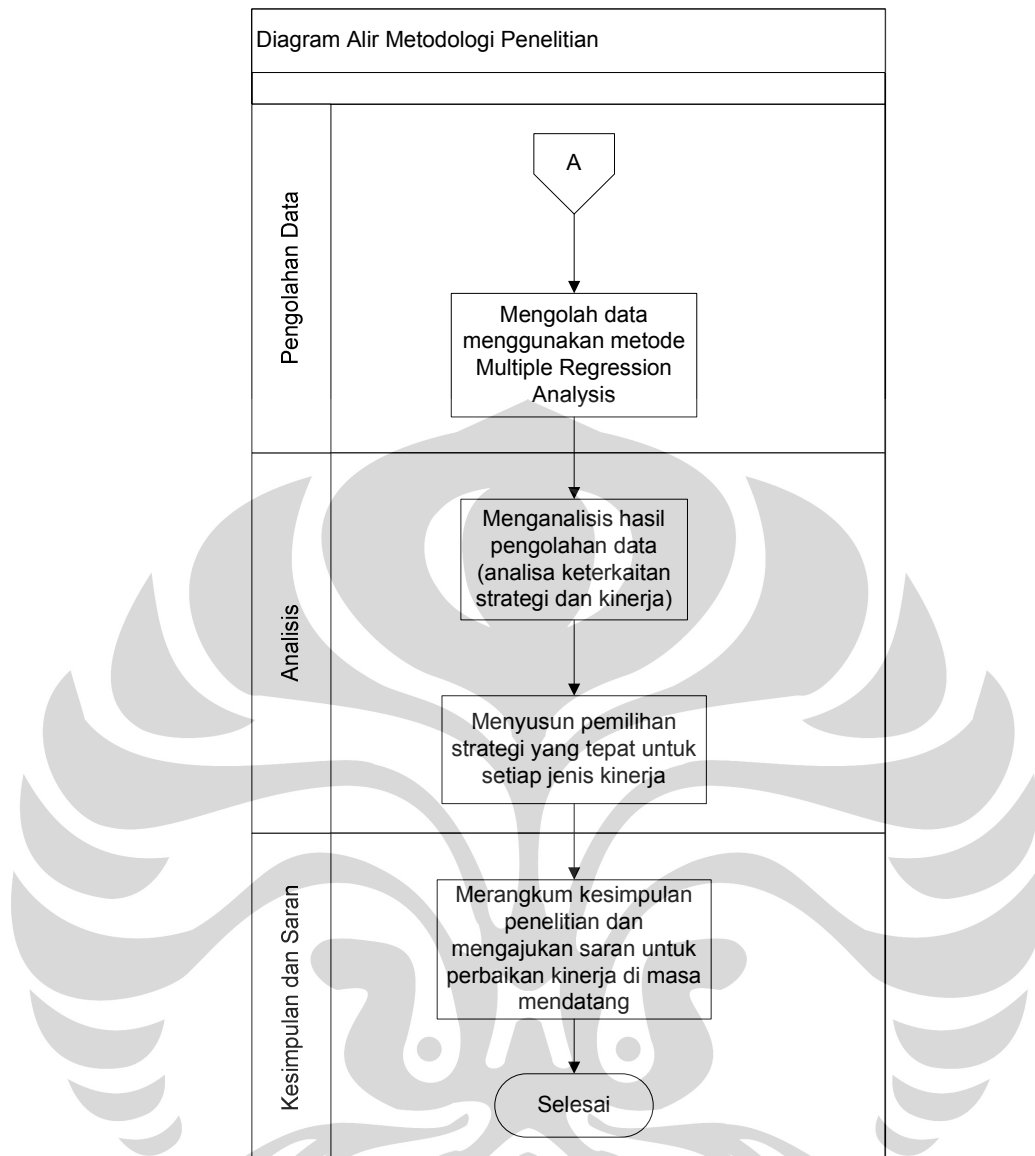 Diagram Alir Metodologi Penelitian
Pengolahan Data
A
Mengolah data
menggunakan metode
Multiple Regression
Analysis
Analisis
Menganalisis hasil
pengolahan data
(analisa keterkaitan
strategi dan kinerja)
Menyusun pemilihan
strategi yang tepat untuk
setiap jenis kinerja
Kesimpulan dan Saran
Merangkum kesimpulan
penelitian dan
mengajukan saran untuk
perbaikan kinerja di masa
mendatang
Selesai